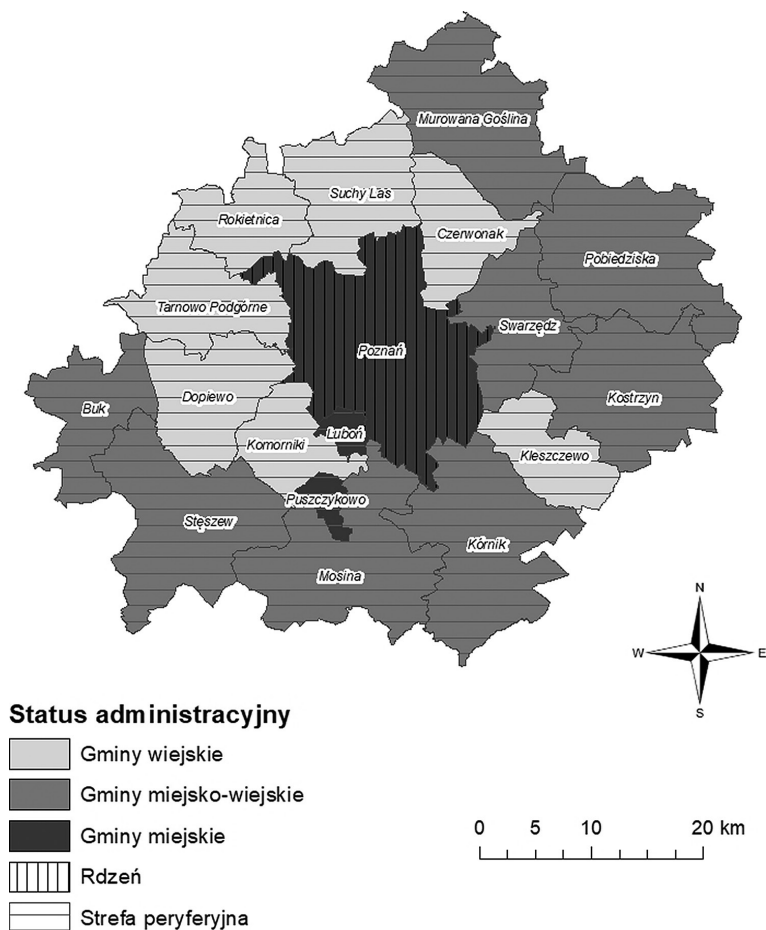 Murowana Goślina
Suchy Las
Rokietnica
Czerwonak
Pobiedziska
Tarnowo Podgórne
Swarzędz
Poznań
Dopiewo
Kostrzyn
Buk
Luboń
Komorniki
Kleszczewo
Puszczykowo
Stęszew
Kórnik
Mosina
N
W E
S
Status administracyjny
Gminy wiejskie
Gminy miejsko-wiejskie
Gminy miejskie
Rdzeń
Strefa peryferyjna
0 5 10 20 km